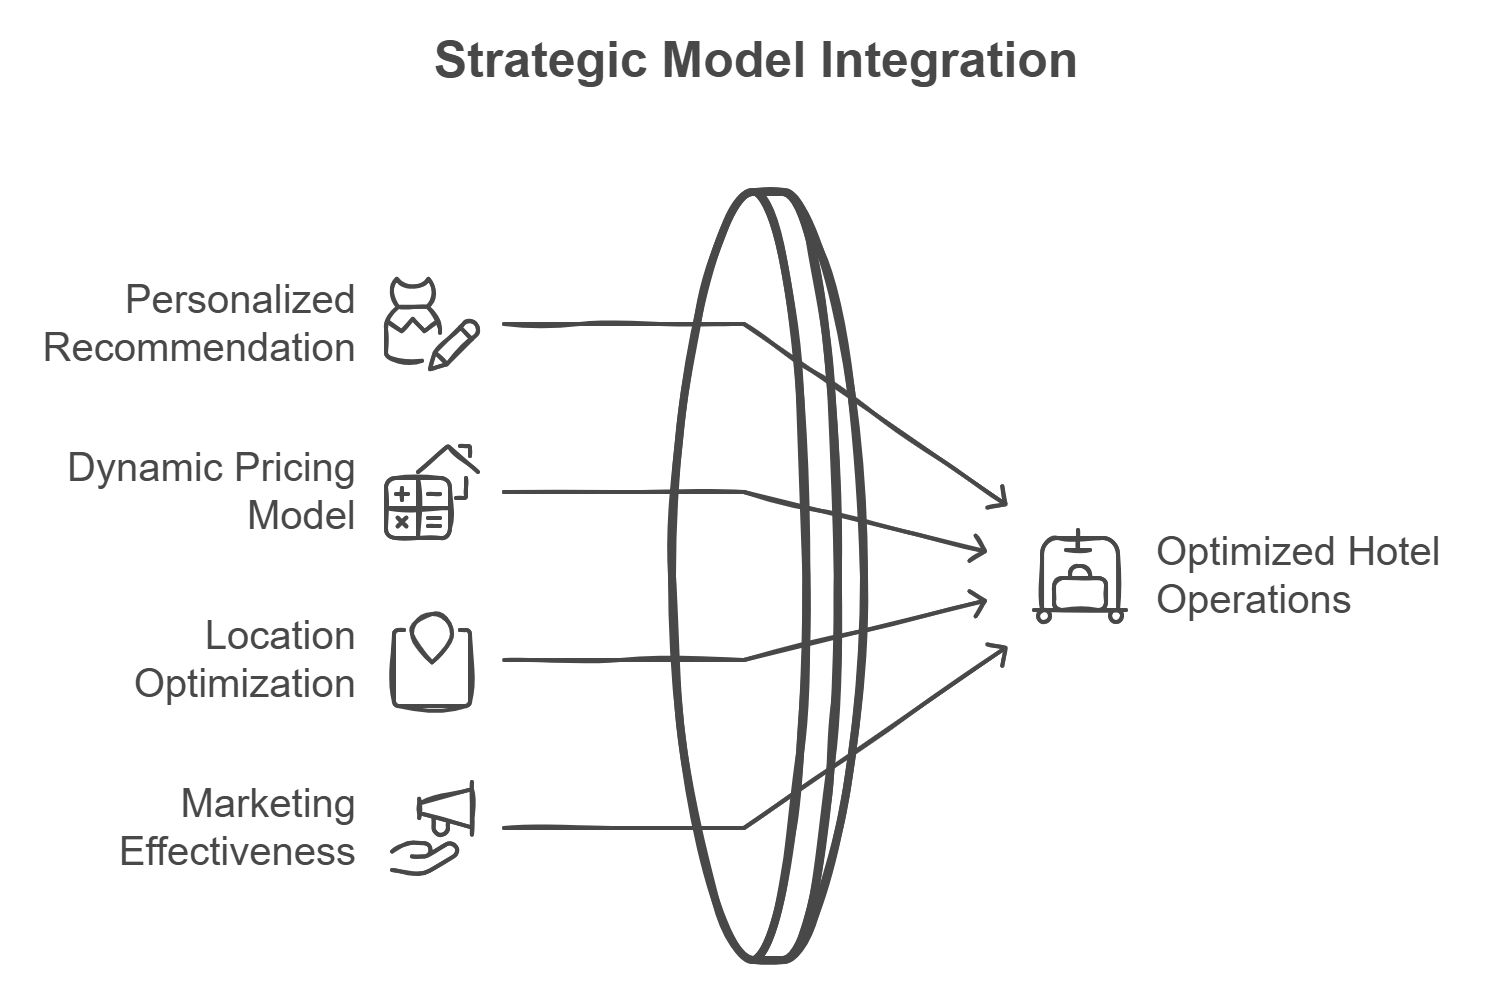 Strategic Model Integration
Personalized
Recommendation
Dynamic Pricing
Model
Location
Optimization
Marketing
Effectiveness
Optimized Hotel
Operations